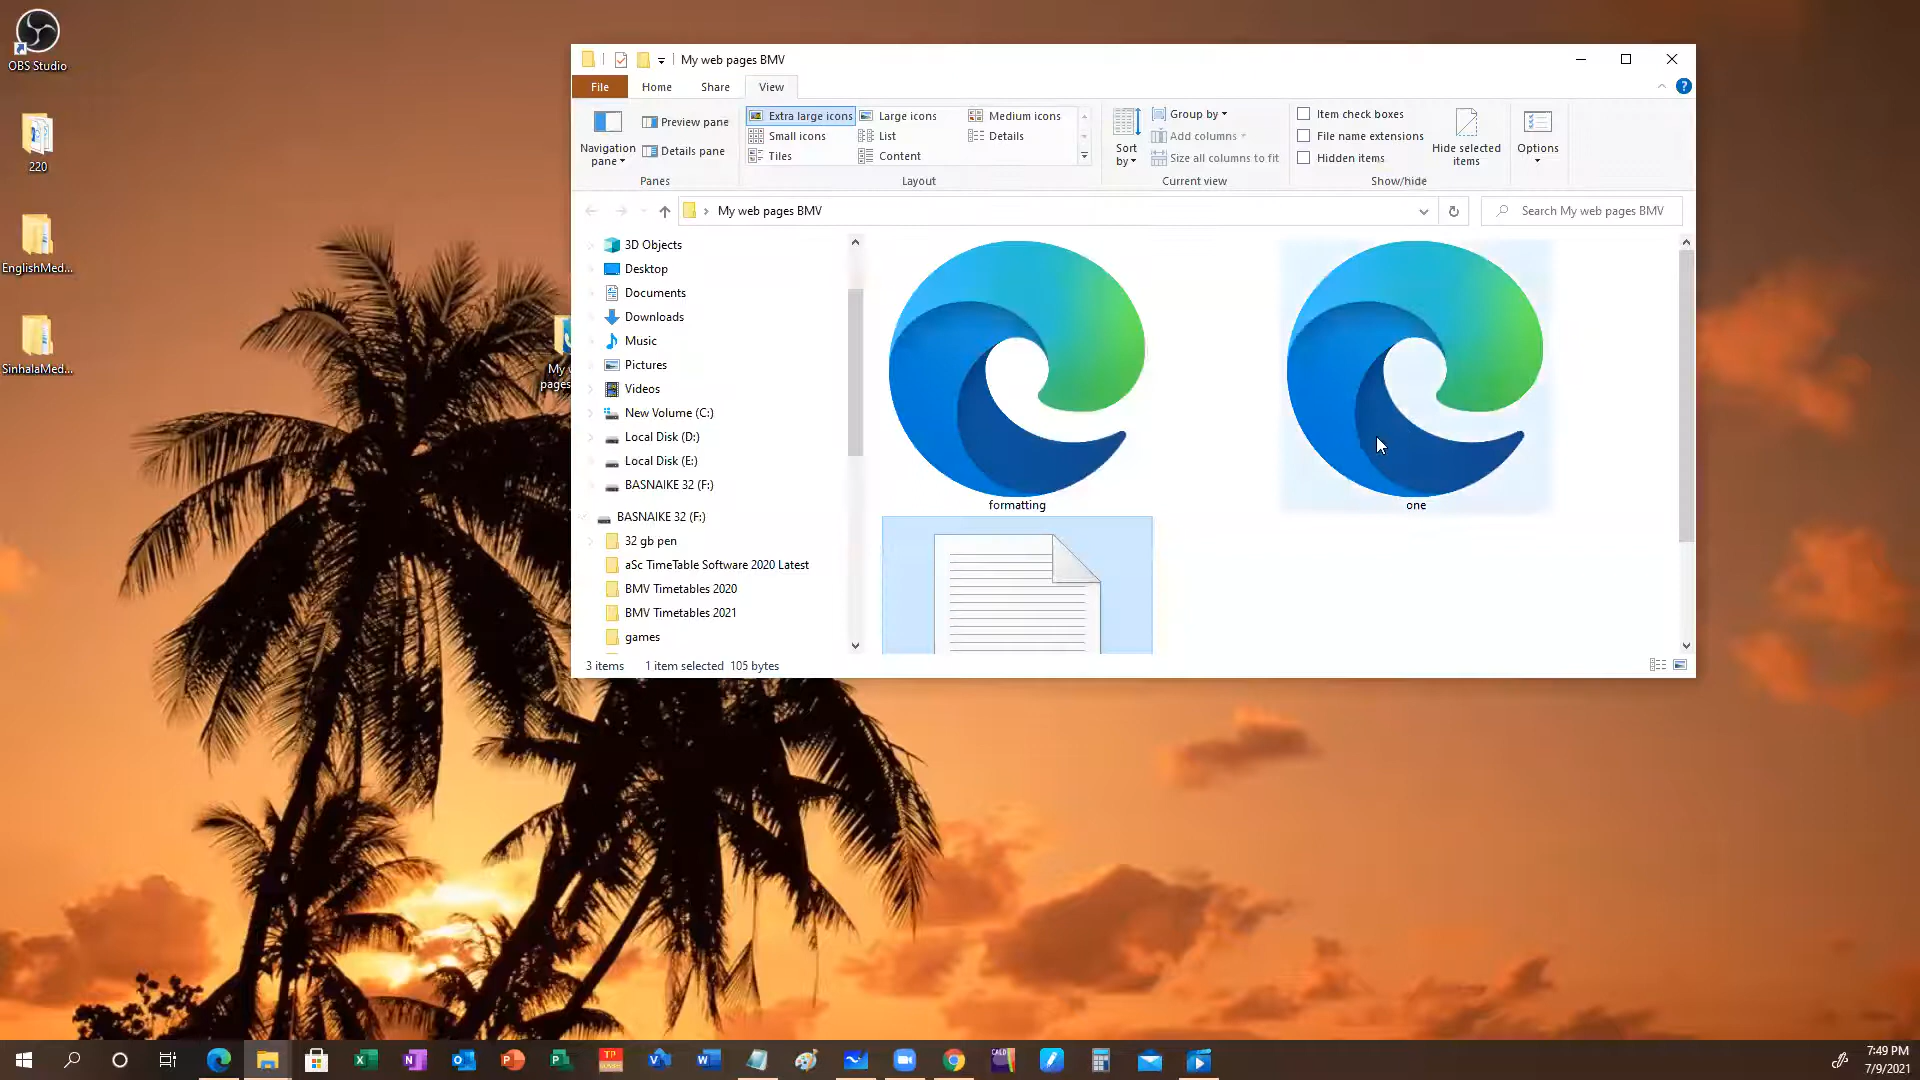 OBS Studio
220
EnglishMed...
SinhalaMed...
My web pages BMV
File
Home
Share
View
Navigation pane
Preview pane
Details pane
Panes
Extra large icons
Large icons
Medium icons
Small icons
List
Details
Tiles
Content
Layout
Sort by
Group by
Add columns
Size all columns to fit
Current view
Item check boxes
File name extensions
Hidden items
Hide selected items
Show/hide
Options
My web pages BMV
Search My web pages BMV
3D Objects
Desktop
Documents
Downloads
Music
Pictures
Videos
New Volume (C:)
Local Disk (D:)
Local Disk (E:)
BASNAIKE 32 (F:)
BASNAIKE 32 (F:)
32 gb pen
aSc TimeTable Software 2020 Latest
BMV Timetables 2020
BMV Timetables 2021
games
formatting
one
3 items
1 item selected 105 bytes
My
pages
CALD
TP
7:49 PM
7/9/2021